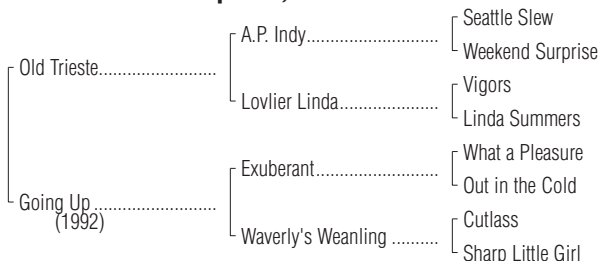 Seattle Slew
A.P. Indy........................................
Weekend Surprise
Old Trieste...........................
Vigors
Lovlier Linda..............................
Linda Summers
What a Pleasure
Exuberant.....................................
Out in the Cold
Going Up ............................
(1992)
Cutlass
Waverly's Weanling ..........
Sharp Little Girl